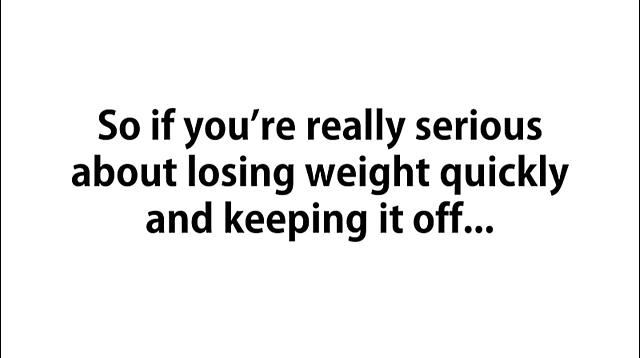 So if you’re really serious
about losing weight quickly
and keeping it off...